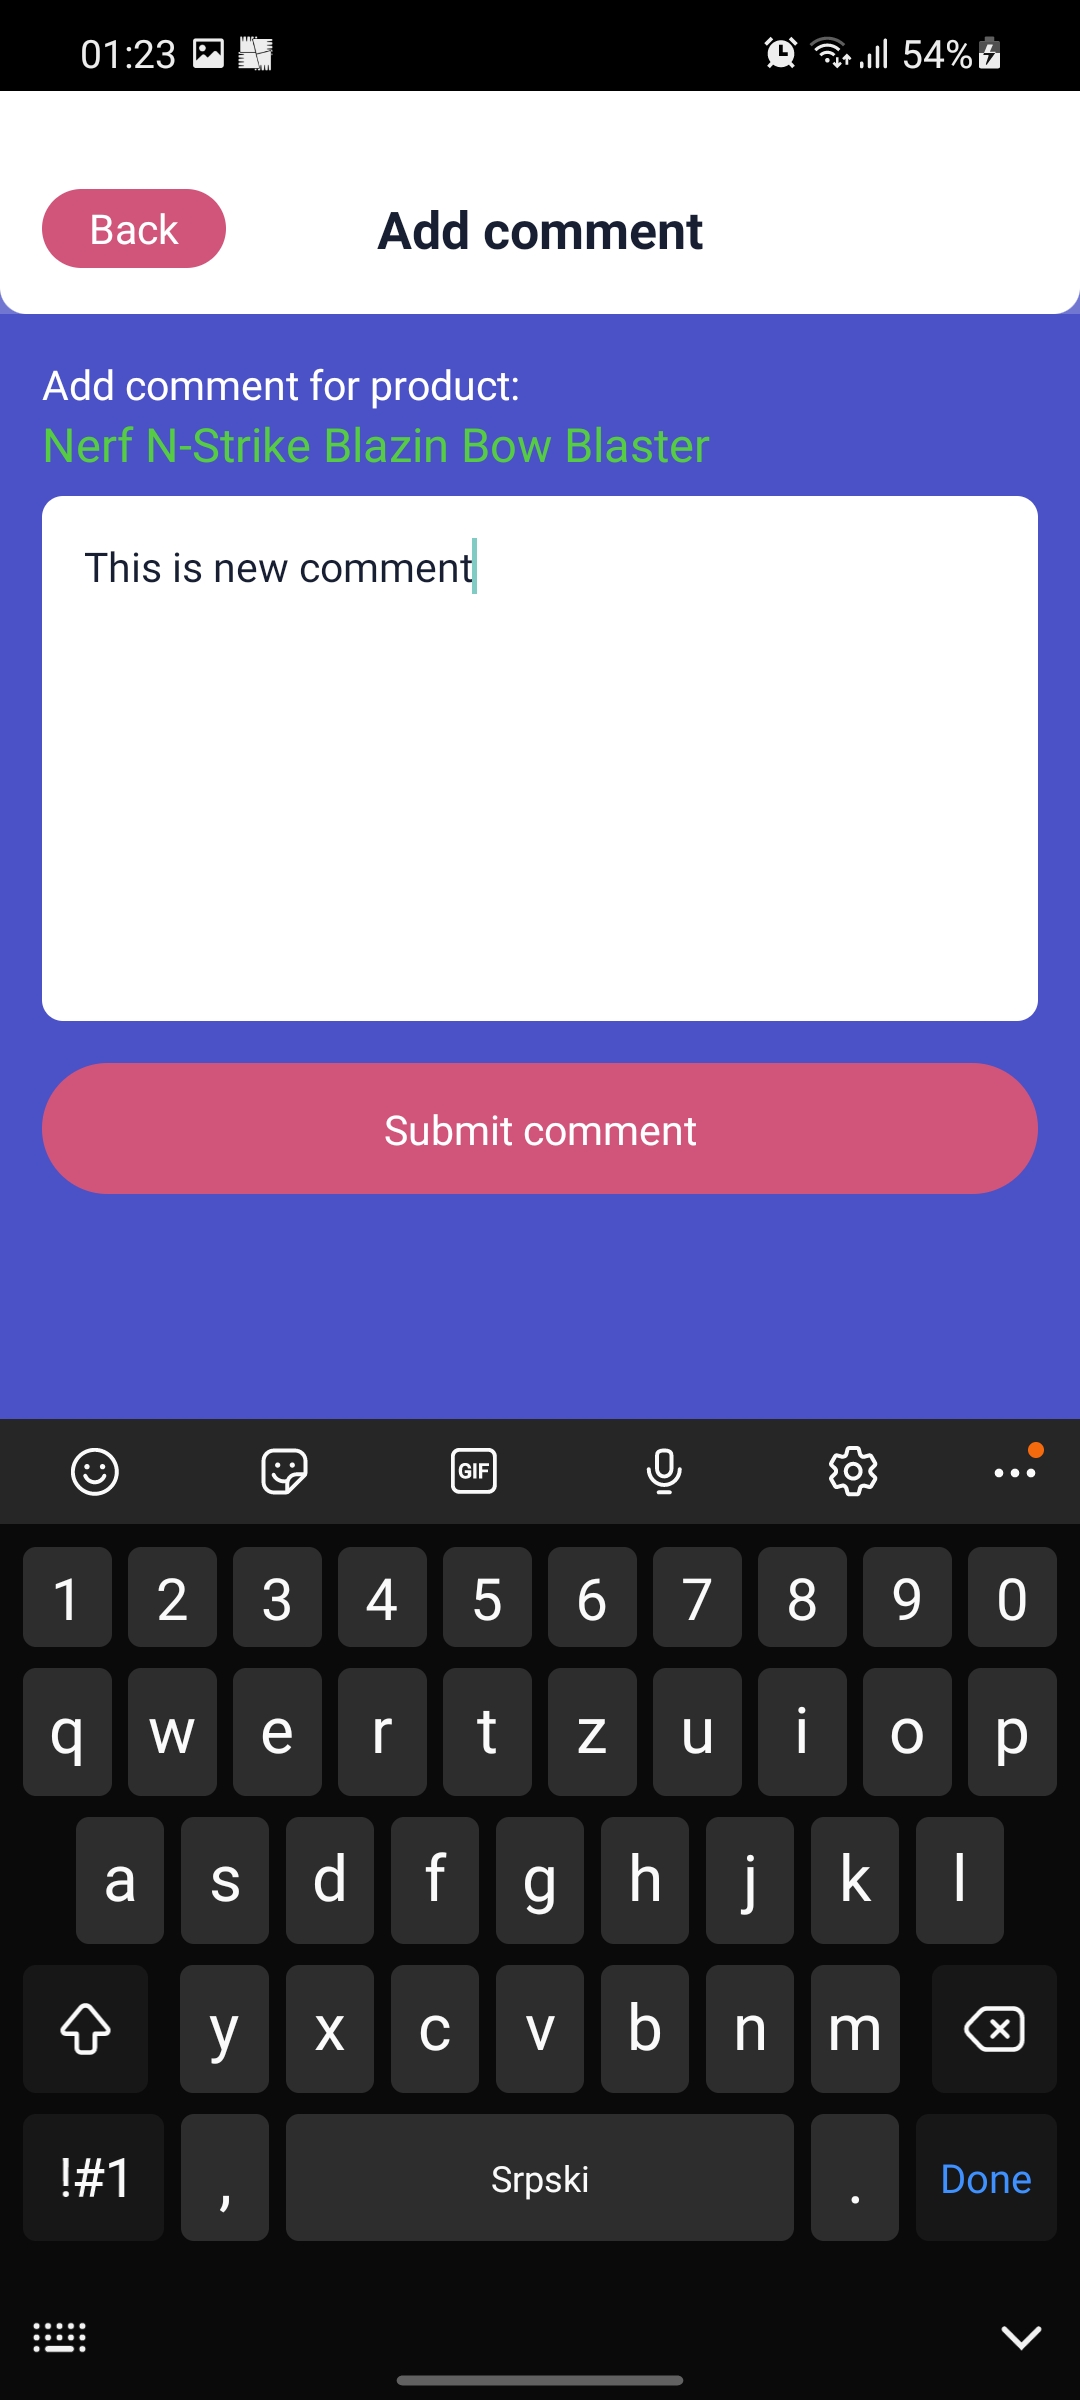 01:23 54%
Back Add comment
Add comment for product:
Nerf N-Strike Blazin Bow Blaster
This is new comment
Submit comment
GIF
1 2 3 4 5 6 7 8 9 0
q w e r t z u i o p
a s d f g h j k l
y x c v b n m
!#1 , Srpski . Done